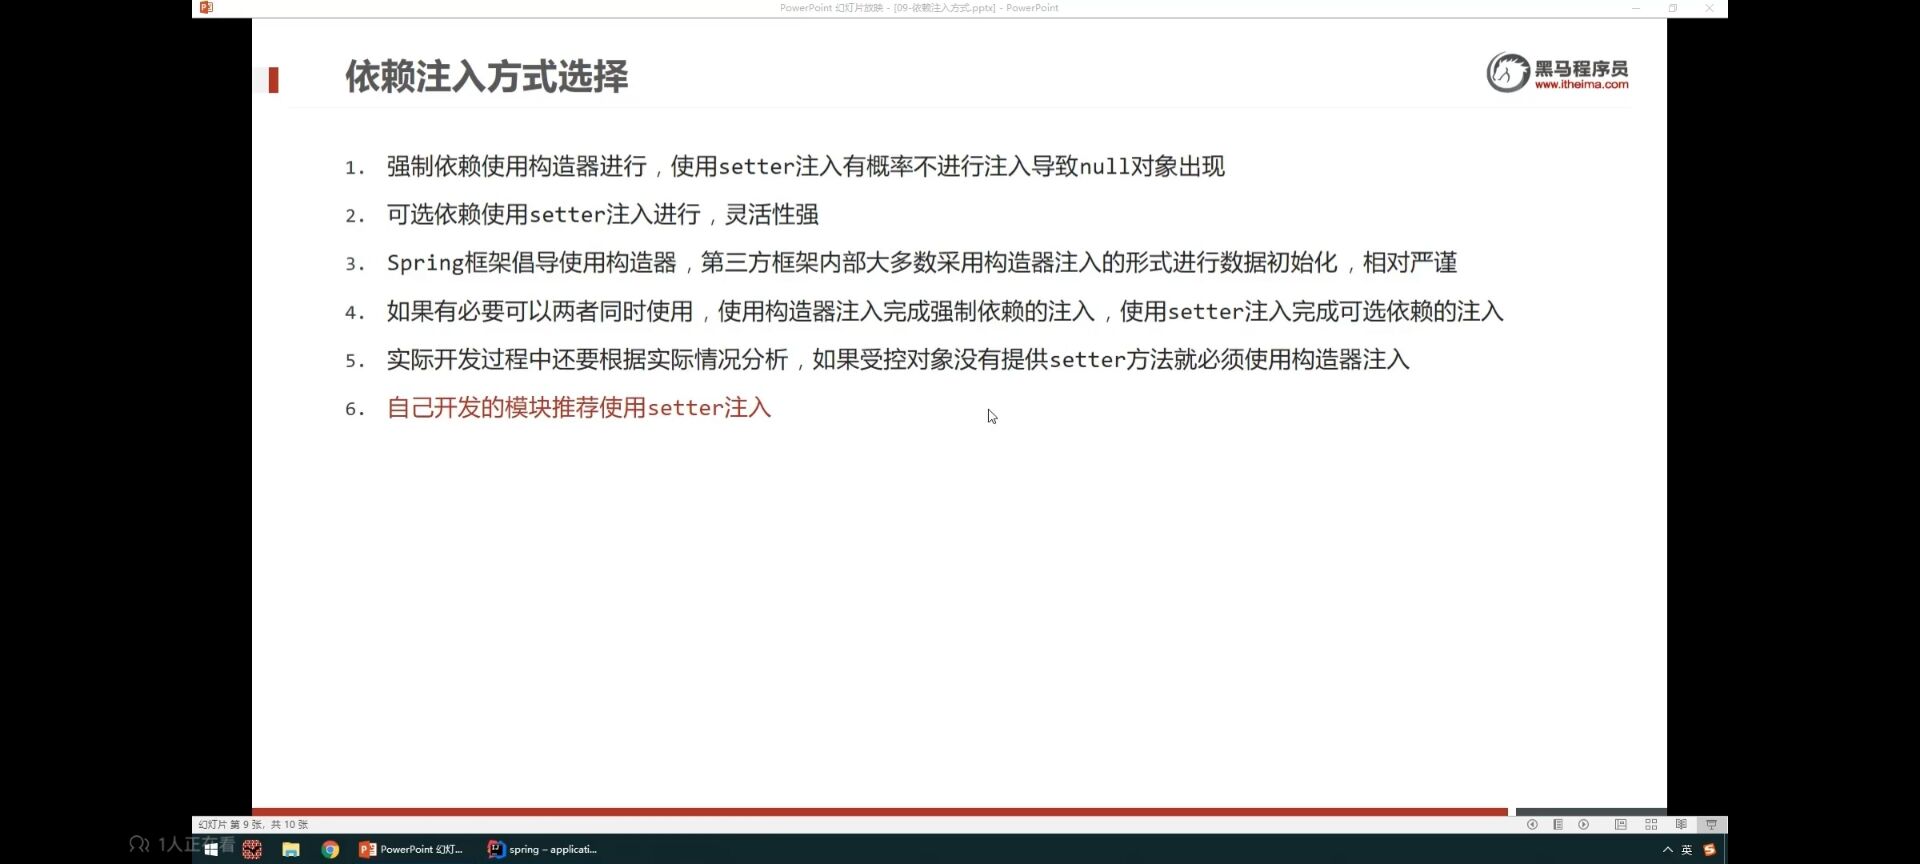 PowerPoint 幻灯片放映 - [09-依赖注入方式.pptx] - PowerPoint
依赖注入方式选择
黑马程序员
www.itheima.com
1. 强制依赖使用构造器进行，使用setter注入有概率不进行注入导致null对象出现
2. 可选依赖使用setter注入进行，灵活性强
3. Spring框架倡导使用构造器，第三方框架内部大多数采用构造器注入的形式进行数据初始化，相对严谨
4. 如果有必要可以两者同时使用，使用构造器注入完成强制依赖的注入，使用setter注入完成可选依赖的注入
5. 实际开发过程中还要根据实际情况分析，如果受控对象没有提供setter方法就必须使用构造器注入
6. 自己开发的模块推荐使用setter注入
幻灯片 第 9 张，共 10 张
1人正在看
PowerPoint 幻灯...
spring – applicati...
英